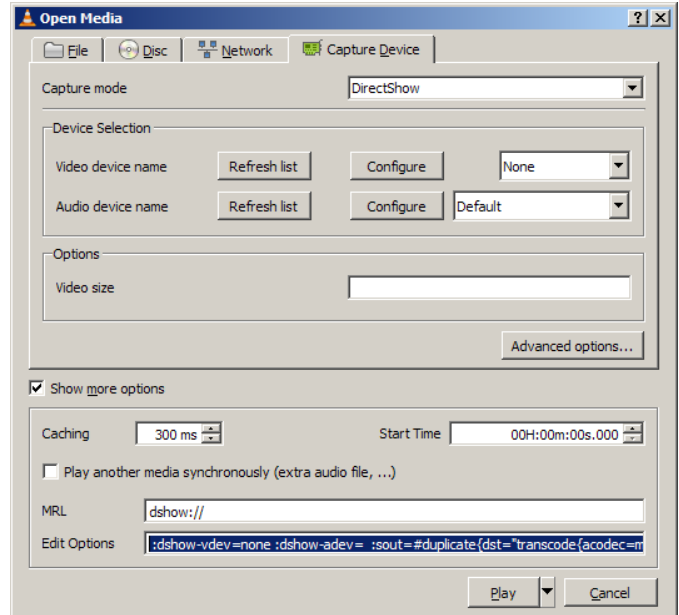 Open Media
File Disc Network Capture Device
Capture mode DirectShow
Device Selection
Video device name Refresh list Configure None
Audio device name Refresh list Configure Default
Options
Video size
Advanced options...
Show more options
Caching 300 ms Start Time 00H:00m:00s.000
Play another media synchronously (extra audio file, ...)
MRL dshow://
Edit Options :dshow-vdev=none :dshow-adev=  :sout=#duplicate{dst="transcode{acodec=m
Play Cancel